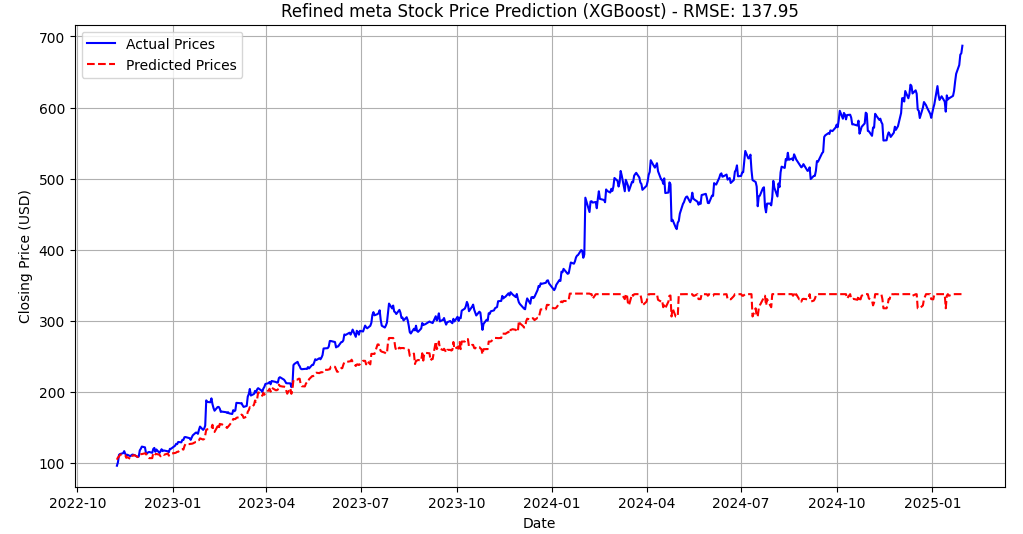 Refined meta Stock Price Prediction (XGBoost) - RMSE: 137.95
Actual Prices
Predicted Prices
Closing Price (USD)
700
600
500
400
300
200
100
2022-10 2023-01 2023-04 2023-07 2023-10 2024-01 2024-04 2024-07 2024-10 2025-01
Date